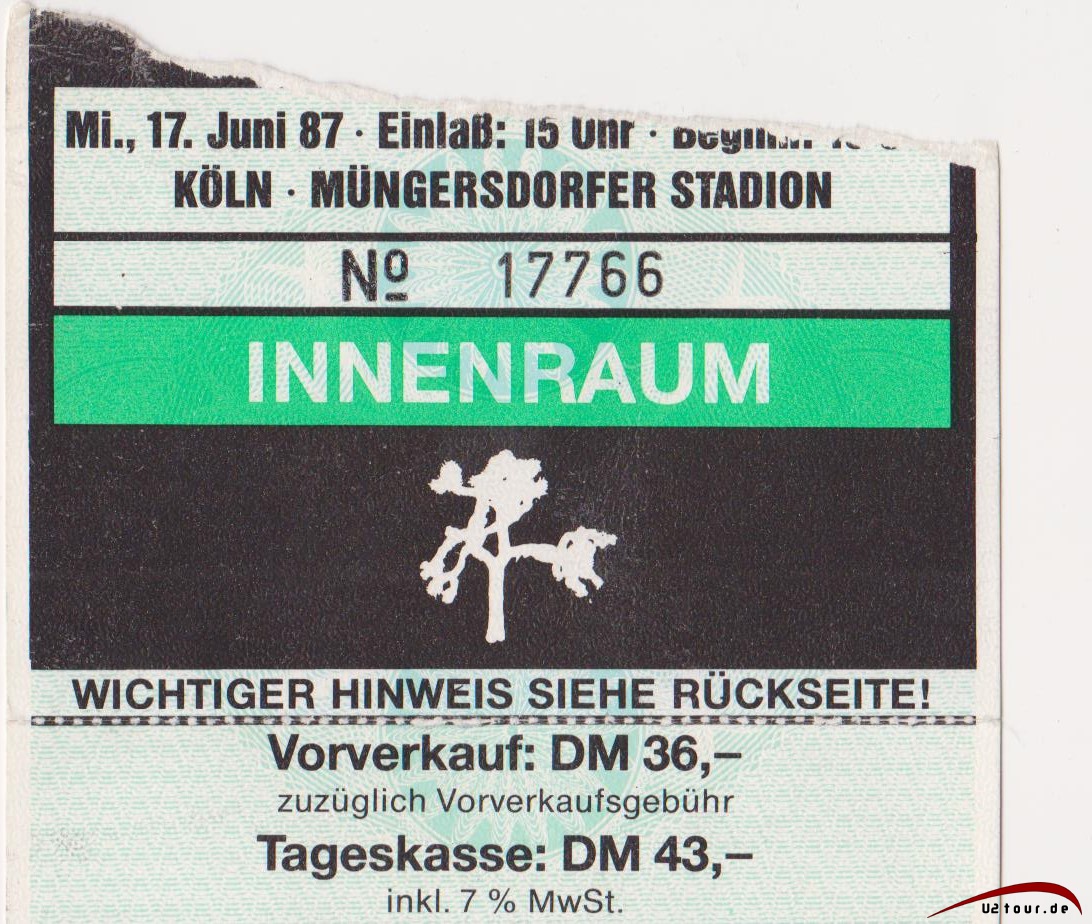 Mi., 17. Juni 87 · Einlaß: 15 Uhr · Beginn:
KÖLN · MÜNGERSDORFER STADION
Nº 17766
INNENRAUM
WICHTIGER HINWEIS SIEHE RÜCKSEITE!
Vorverkauf: DM 36,–
zuzüglich Vorverkaufsgebühr
Tageskasse: DM 43,–
inkl. 7 % MwSt.
U2tour.de